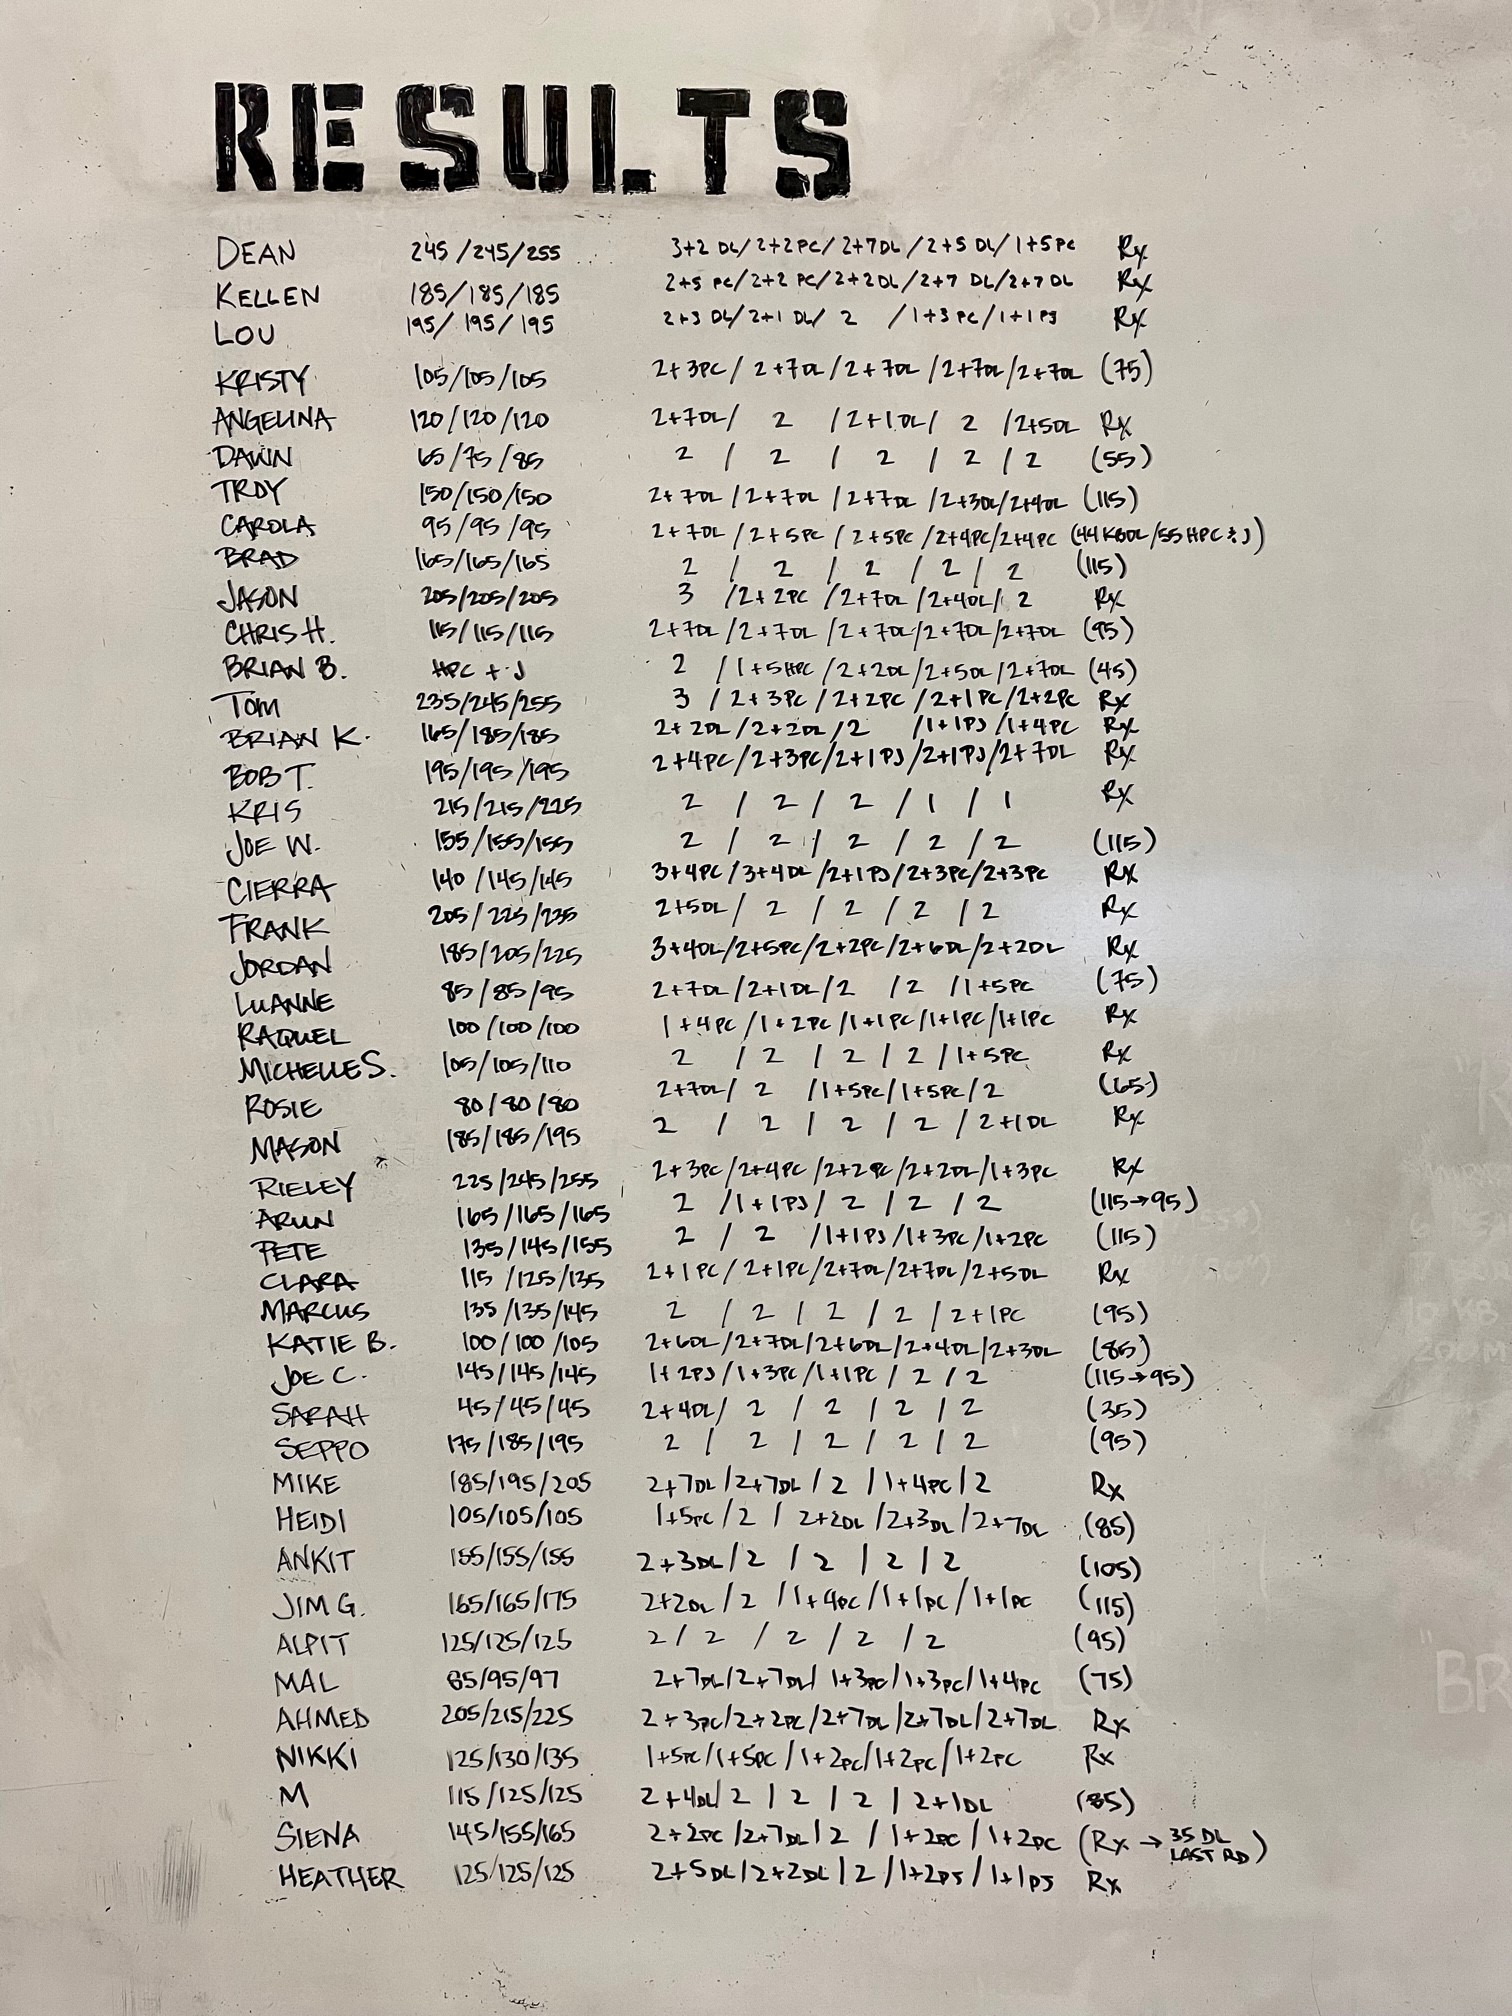 RESULTS
DEAN 245/245/255 3+2 DL/2+2PC/2+7DL/2+5 DL/1+5PC Rx
KELLEN 185/185/185 2+5 PC/2+2 PC/2+2DL/2+7 DL/2+7 DL Rx
LOU 195/195/195 2+3 DL/2+1 DL/ 2 /1+3 PC/1+1PJ Rx
KRISTY 105/105/105 2+3PC/2+7DL/2+7DL/2+7DL/2+7DL (75)
ANGELINA 120/120/120 2+7DL/ 2 /2+1DL/ 2 /2+5DL Rx
DAWN 65/75/85 2 / 2 / 2 / 2 / 2 (55)
TROY 150/150/150 2+7DL/2+7DL/2+7DL/2+3DL/2+4DL (115)
CAROLA 95/95/95 2+7DL/2+5PC/2+5PC/2+4PC/2+4PC (44KBDL/55HPC&J)
BRAD 165/165/165 2 / 2 / 2 / 2 / 2 (115)
JASON 205/205/205 3 /2+2PC/2+7DL/2+4DL/ 2 Rx
CHRIS H. 115/115/115 2+7DL/2+7DL/2+7DL/2+7DL/2+7DL (95)
BRIAN B. HPC + J 2 /1+5HPC/2+2DL/2+5DL/2+7DL (45)
TOM 235/245/255 3 /2+3PC/2+2PC/2+1PC/2+2PC Rx
BRIAN K. 165/185/185 2+2DL/2+2DL/2 /1+1PJ/1+4PC Rx
BOB T. 195/195/195 2+4PC/2+3PC/2+1PJ/2+1PJ/2+7DL Rx
KRIS 215/215/225 2 / 2 / 2 / 1 / 1 Rx
JOE W. 155/155/155 2 / 2 / 2 / 2 / 2 (115)
CIERRA 140/145/145 3+4PC/3+4DL/2+1PJ/2+3PC/2+3PC Rx
FRANK 205/225/235 2+5DL/ 2 / 2 / 2 / 2 Rx
JORDAN 185/205/225 3+4DL/2+5PC/2+2PC/2+6DL/2+2DL Rx
LUANNE 85/85/95 2+7DL/2+1DL/2 /2 /1+5PC (75)
RAQUEL 100/100/100 1+4PC/1+2PC/1+1PC/1+1PC/1+1PC Rx
MICHELLE S. 105/105/110 2 / 2 / 2 / 2 /1+5PC Rx
ROSIE 80/80/80 2+7DL/ 2 /1+5PC/1+5PC/2 (65)
MASON 185/185/195 2 / 2 / 2 / 2 /2+1DL Rx
RIELEY 225/245/255 2+3PC/2+4PC/2+2PC/2+2DL/1+3PC Rx
ARUN 165/165/165 2 /1+1PJ/ 2 / 2 / 2 (115→95)
PETE 135/145/155 2 / 2 /1+1PJ/1+3PC/1+2PC (115)
CLARA 115/125/135 2+1PC/2+1PC/2+7DL/2+7DL/2+5DL Rx
MARCUS 135/135/145 2 / 2 / 2 / 2 /2+1PC (95)
KATIE B. 100/100/105 2+6DL/2+7DL/2+6DL/2+4DL/2+3DL (85)
JOE C. 145/145/145 1+2PJ/1+3PC/1+1PC/ 2 / 2 (115→95)
SARAH 45/45/45 2+4DL/ 2 / 2 / 2 / 2 (35)
SEPPO 175/185/195 2 / 2 / 2 / 2 / 2 (95)
MIKE 185/195/205 2+7DL/2+7DL/ 2 /1+4PC/2 Rx
HEIDI 105/105/105 1+5PC/2 / 2+2DL/2+3DL/2+7DL (85)
ANKIT 155/155/155 2+3DL/2 / 2 / 2 / 2 (105)
JIM G. 165/165/175 2+2DL/2 /1+4PC/1+1PC/1+1PC (115)
ALPIT 125/125/125 2/ 2 / 2 / 2 / 2 (95)
MAL 85/95/97 2+7DL/2+7DL/1+3PC/1+3PC/1+4PC (75)
AHMED 205/215/225 2+3PC/2+2PC/2+7DL/2+7DL/2+7DL Rx
NIKKI 125/130/135 1+5PC/1+5PC/1+2PC/1+2PC/1+2PC Rx
M 115/125/125 2+4DL/2 / 2 / 2 / 2+1DL (85)
SIENA 145/155/165 2+2PC/2+7DL/2 /1+2PC/1+2PC (Rx → 35 DL LAST RD)
HEATHER 125/125/125 2+5DL/2+2DL/2/1+2PJ/1+1PJ Rx